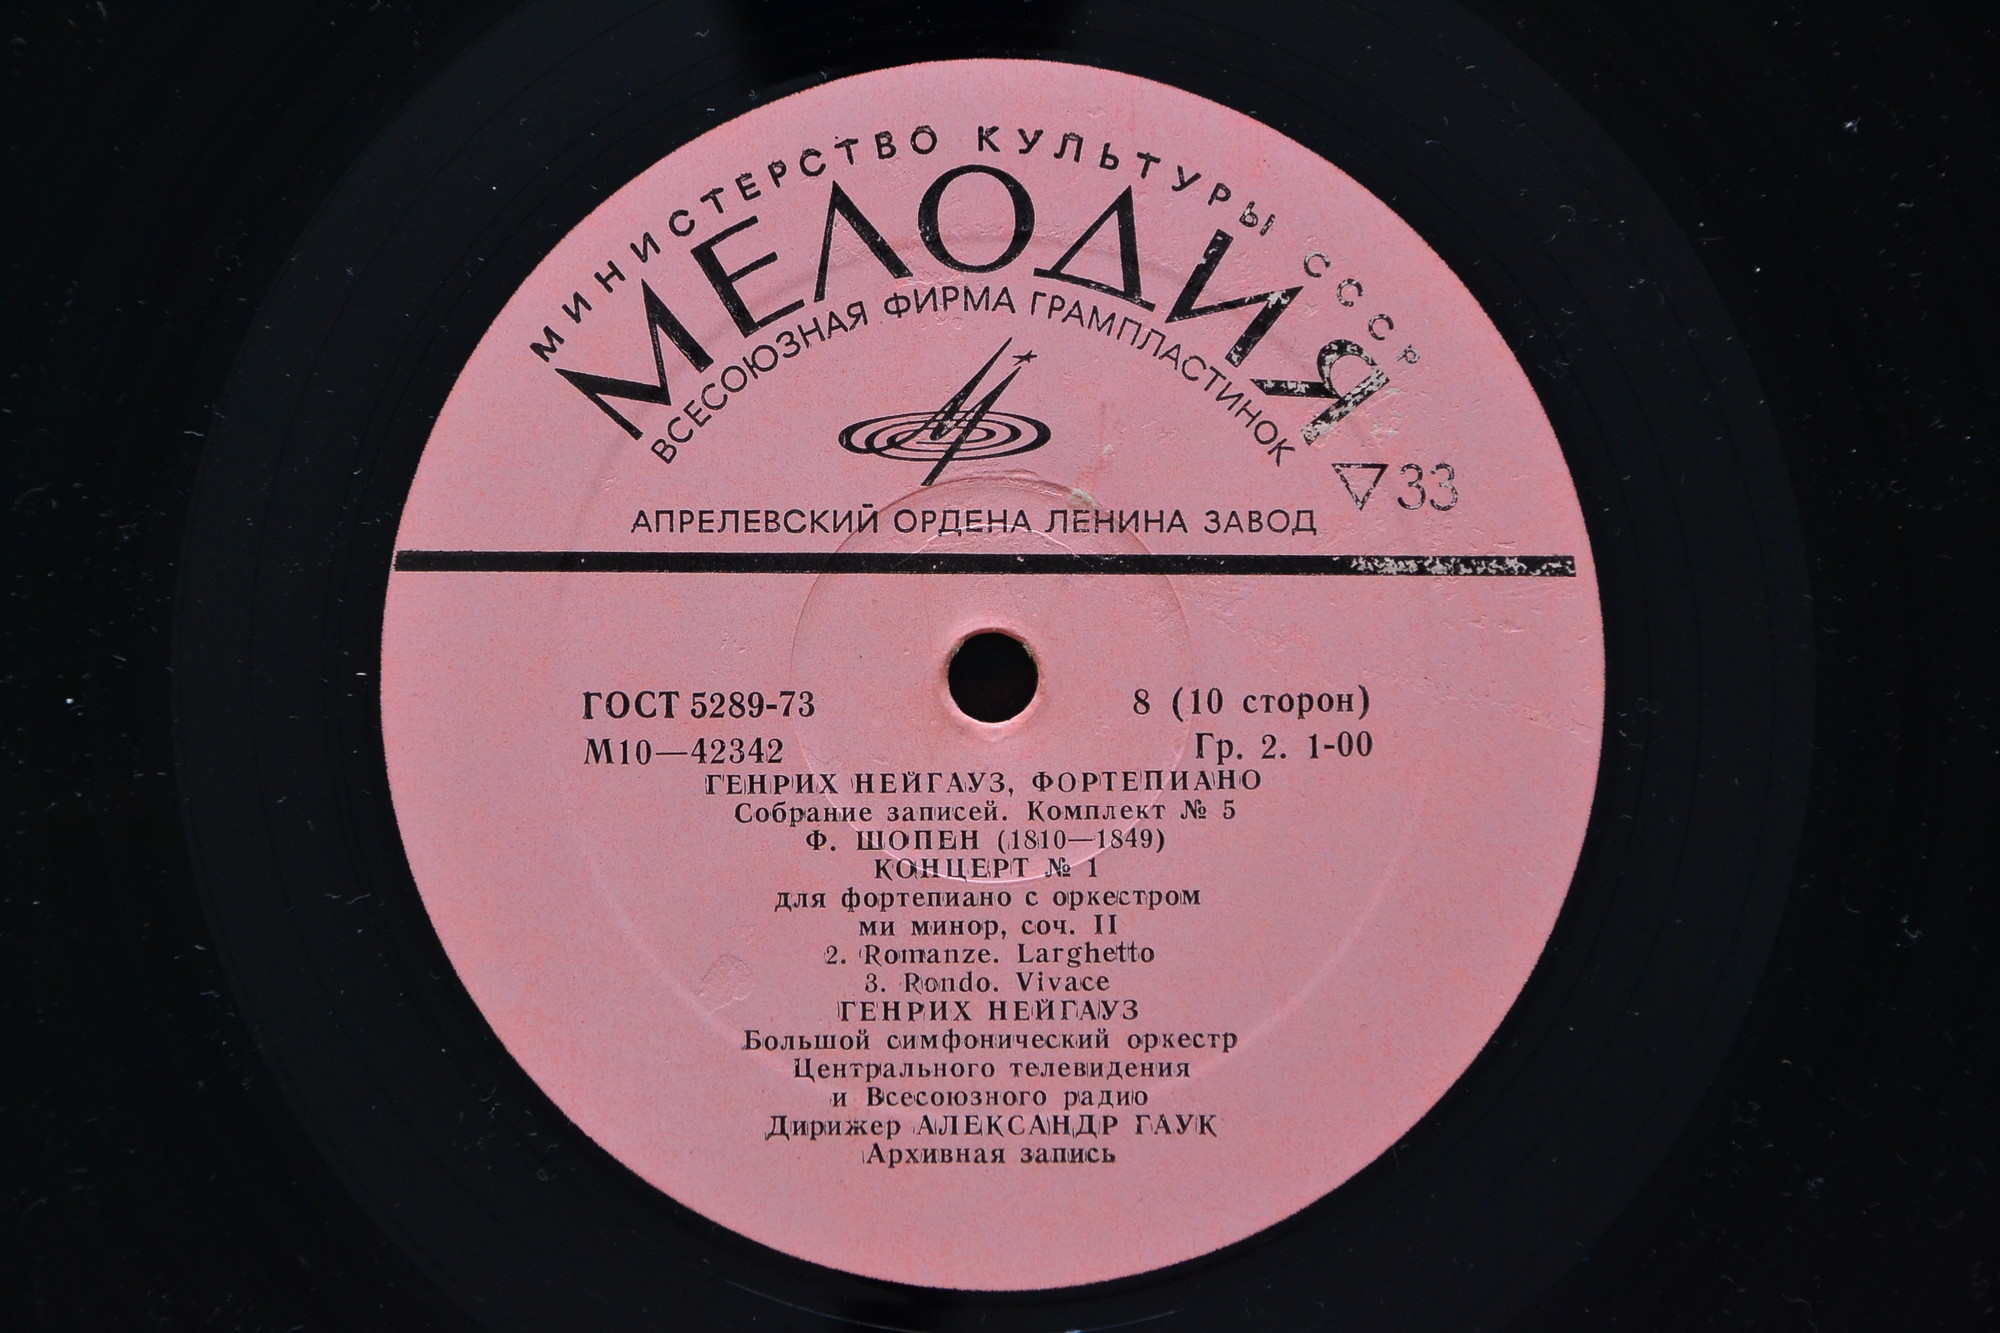 МИНИСТЕРСТВО КУЛЬТУРЫ СССР
МЕЛОДИЯ
ВСЕСОЮЗНАЯ ФИРМА ГРАМПЛАСТИНОК
33
АПРЕЛЕВСКИЙ ОРДЕНА ЛЕНИНА ЗАВОД
ГОСТ 5289-73 8 (10 сторон)
М10—42342 Гр. 2. 1-00
ГЕНРИХ НЕЙГАУЗ, ФОРТЕПИАНО
Собрание записей. Комплект № 5
Ф. ШОПЕН (1810—1849)
КОНЦЕРТ № 1
для фортепиано с оркестром
ми минор, соч. II
2. Romanze. Larghetto
3. Rondo. Vivace
ГЕНРИХ НЕЙГАУЗ
Большой симфонический оркестр
Центрального телевидения
и Всесоюзного радио
Дирижер АЛЕКСАНДР ГАУК
Архивная запись